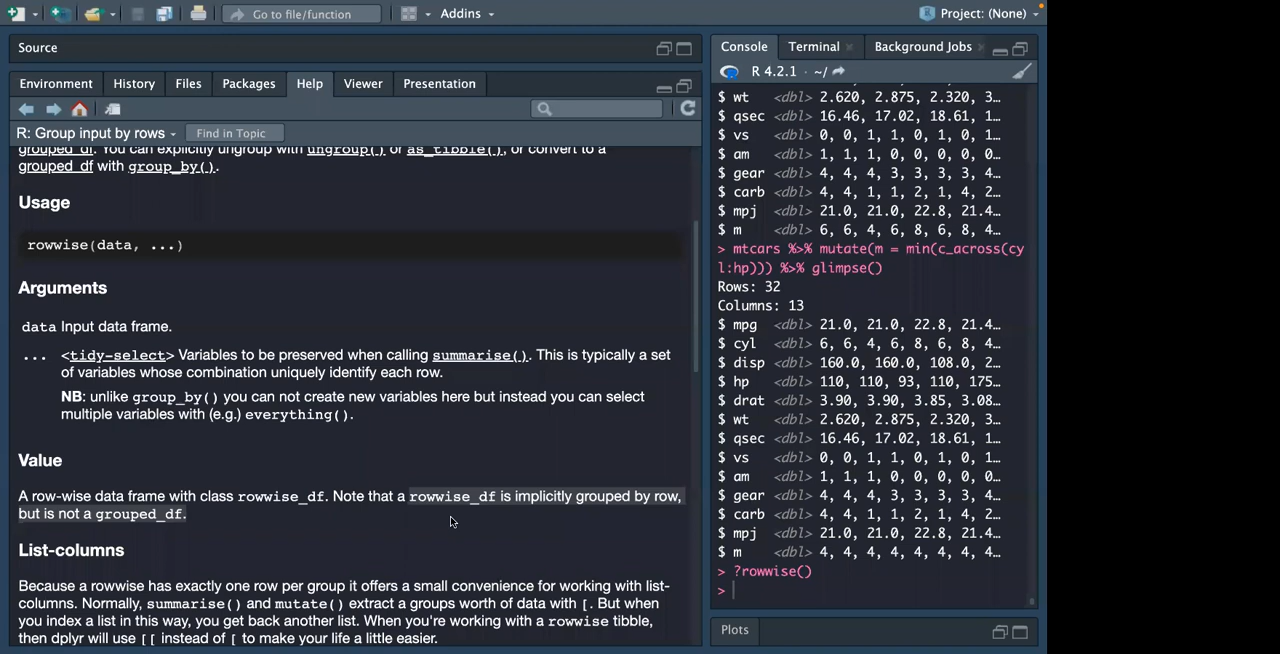 Go to file/function
Addins
Project: (None)
Source
Environment
History
Files
Packages
Help
Viewer
Presentation
R: Group input by rows
Find in Topic
grouped_df. You can explicitly ungroup with ungroup() or as_tibble(), or convert to a
grouped_df with group_by().
Usage
rowwise(data, ...)
Arguments
data Input data frame.
... <tidy-select> Variables to be preserved when calling summarise(). This is typically a set
of variables whose combination uniquely identify each row.
NB: unlike group_by() you can not create new variables here but instead you can select
multiple variables with (e.g.) everything().
Value
A row-wise data frame with class rowwise_df. Note that a rowwise_df is implicitly grouped by row,
but is not a grouped_df.
List-columns
Because a rowwise has exactly one row per group it offers a small convenience for working with list-
columns. Normally, summarise() and mutate() extract a groups worth of data with [. But when
you index a list in this way, you get back another list. When you're working with a rowwise tibble,
then dplyr will use [[ instead of [ to make your life a little easier.
Console
Terminal
Background Jobs
R 4.2.1 · ~/
$ wt <dbl> 2.620, 2.875, 2.320, 3…
$ qsec <dbl> 16.46, 17.02, 18.61, 1…
$ vs <dbl> 0, 0, 1, 1, 0, 1, 0, 1…
$ am <dbl> 1, 1, 1, 0, 0, 0, 0, 0…
$ gear <dbl> 4, 4, 4, 3, 3, 3, 3, 4…
$ carb <dbl> 4, 4, 1, 1, 2, 1, 4, 2…
$ mpj <dbl> 21.0, 21.0, 22.8, 21.4…
$ m <dbl> 6, 6, 4, 6, 8, 6, 8, 4…
> mtcars %>% mutate(m = min(c_across(cy
l:hp))) %>% glimpse()
Rows: 32
Columns: 13
$ mpg <dbl> 21.0, 21.0, 22.8, 21.4…
$ cyl <dbl> 6, 6, 4, 6, 8, 6, 8, 4…
$ disp <dbl> 160.0, 160.0, 108.0, 2…
$ hp <dbl> 110, 110, 93, 110, 175…
$ drat <dbl> 3.90, 3.90, 3.85, 3.08…
$ wt <dbl> 2.620, 2.875, 2.320, 3…
$ qsec <dbl> 16.46, 17.02, 18.61, 1…
$ vs <dbl> 0, 0, 1, 1, 0, 1, 0, 1…
$ am <dbl> 1, 1, 1, 0, 0, 0, 0, 0…
$ gear <dbl> 4, 4, 4, 3, 3, 3, 3, 4…
$ carb <dbl> 4, 4, 1, 1, 2, 1, 4, 2…
$ mpj <dbl> 21.0, 21.0, 22.8, 21.4…
$ m <dbl> 4, 4, 4, 4, 4, 4, 4, 4…
> ?rowwise()
>
Plots